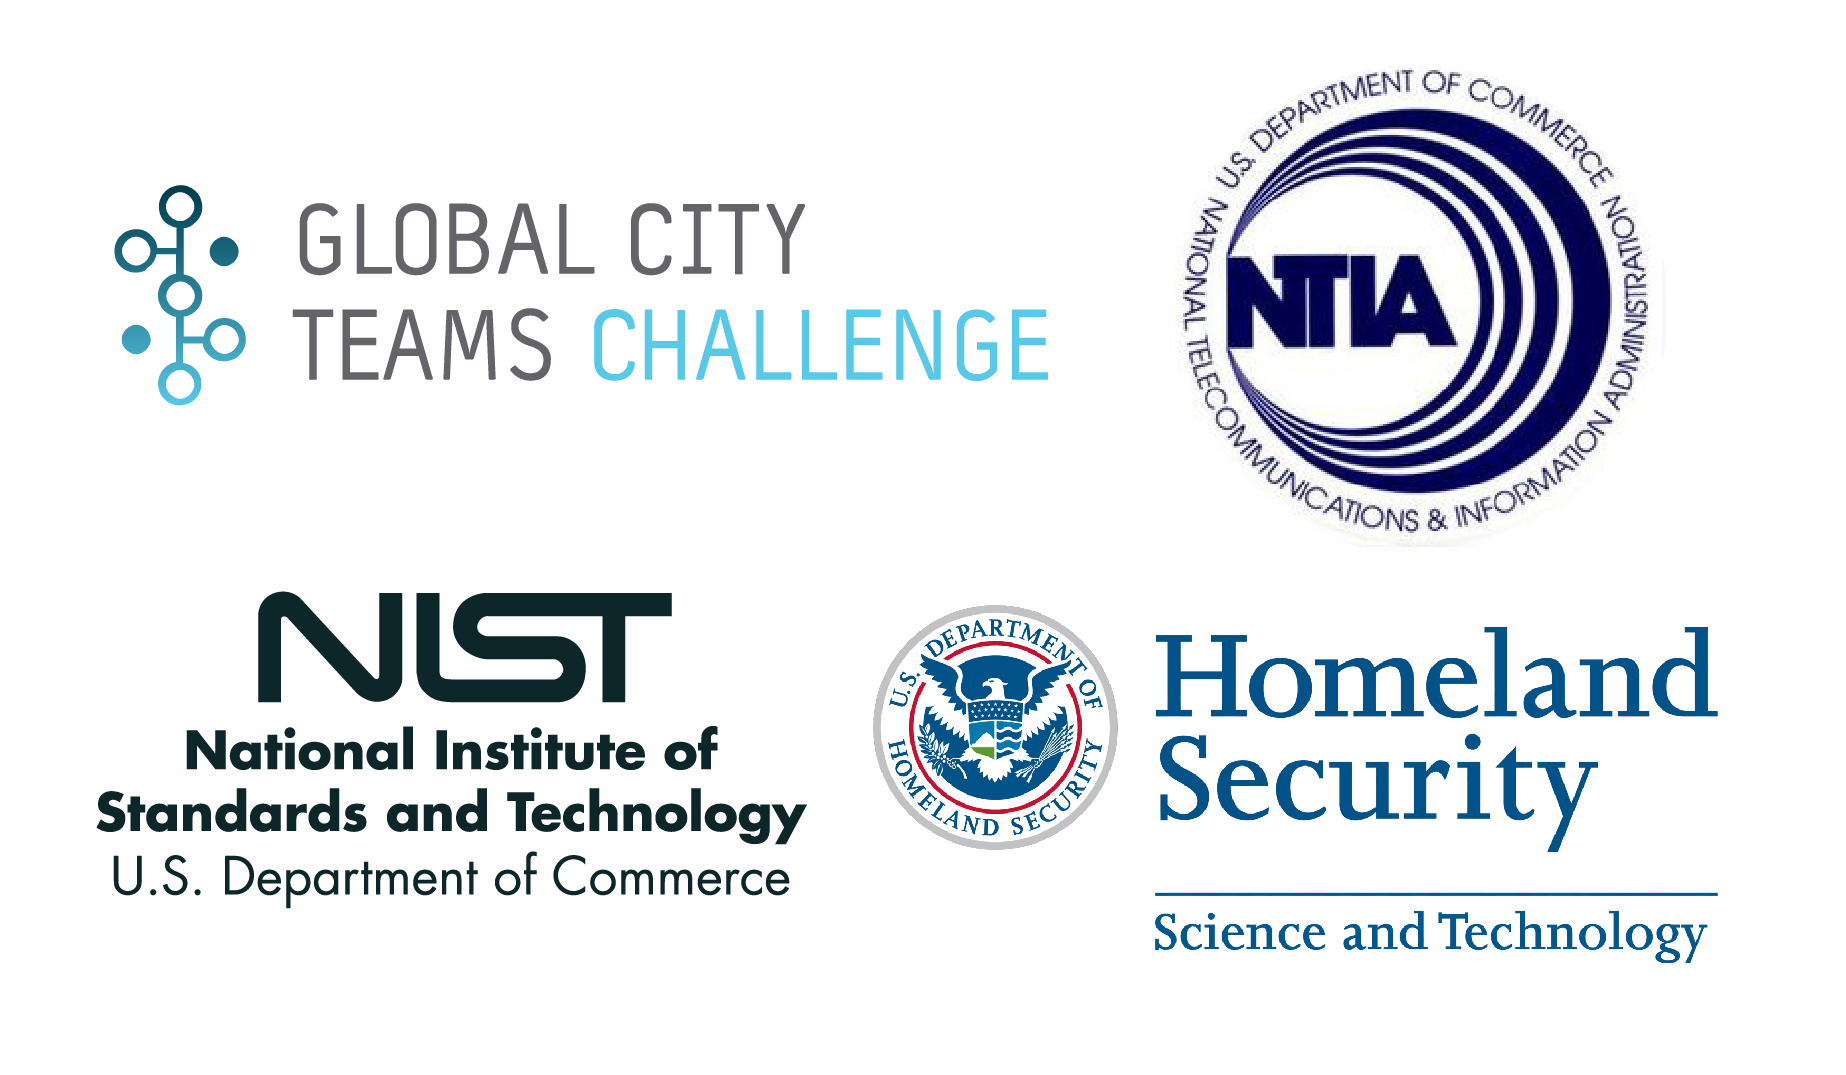 GLOBAL CITY
TEAMS CHALLENGE
U.S. DEPARTMENT OF COMMERCE NATIONAL TELECOMMUNICATIONS & INFORMATION ADMINISTRATION
NTIA
NIST
National Institute of
Standards and Technology
U.S. Department of Commerce
U.S. DEPARTMENT OF
HOMELAND SECURITY
Homeland
Security
Science and Technology